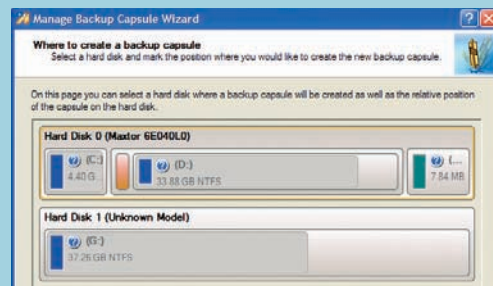 Manage Backup Capsule Wizard
Where to create a backup capsule
Select a hard disk and mark the position where you would like to create the new backup capsule.
On this page you can select a hard disk where a backup capsule will be created as well as the relative position
of the capsule on the hard disk.
Hard Disk 0 (Maxtor 6E040L0)
(C:) (D:) (...
4.40 G... 33.88 GB NTFS 7.84 MB
Hard Disk 1 (Unknown Model)
(G:)
37.26 GB NTFS